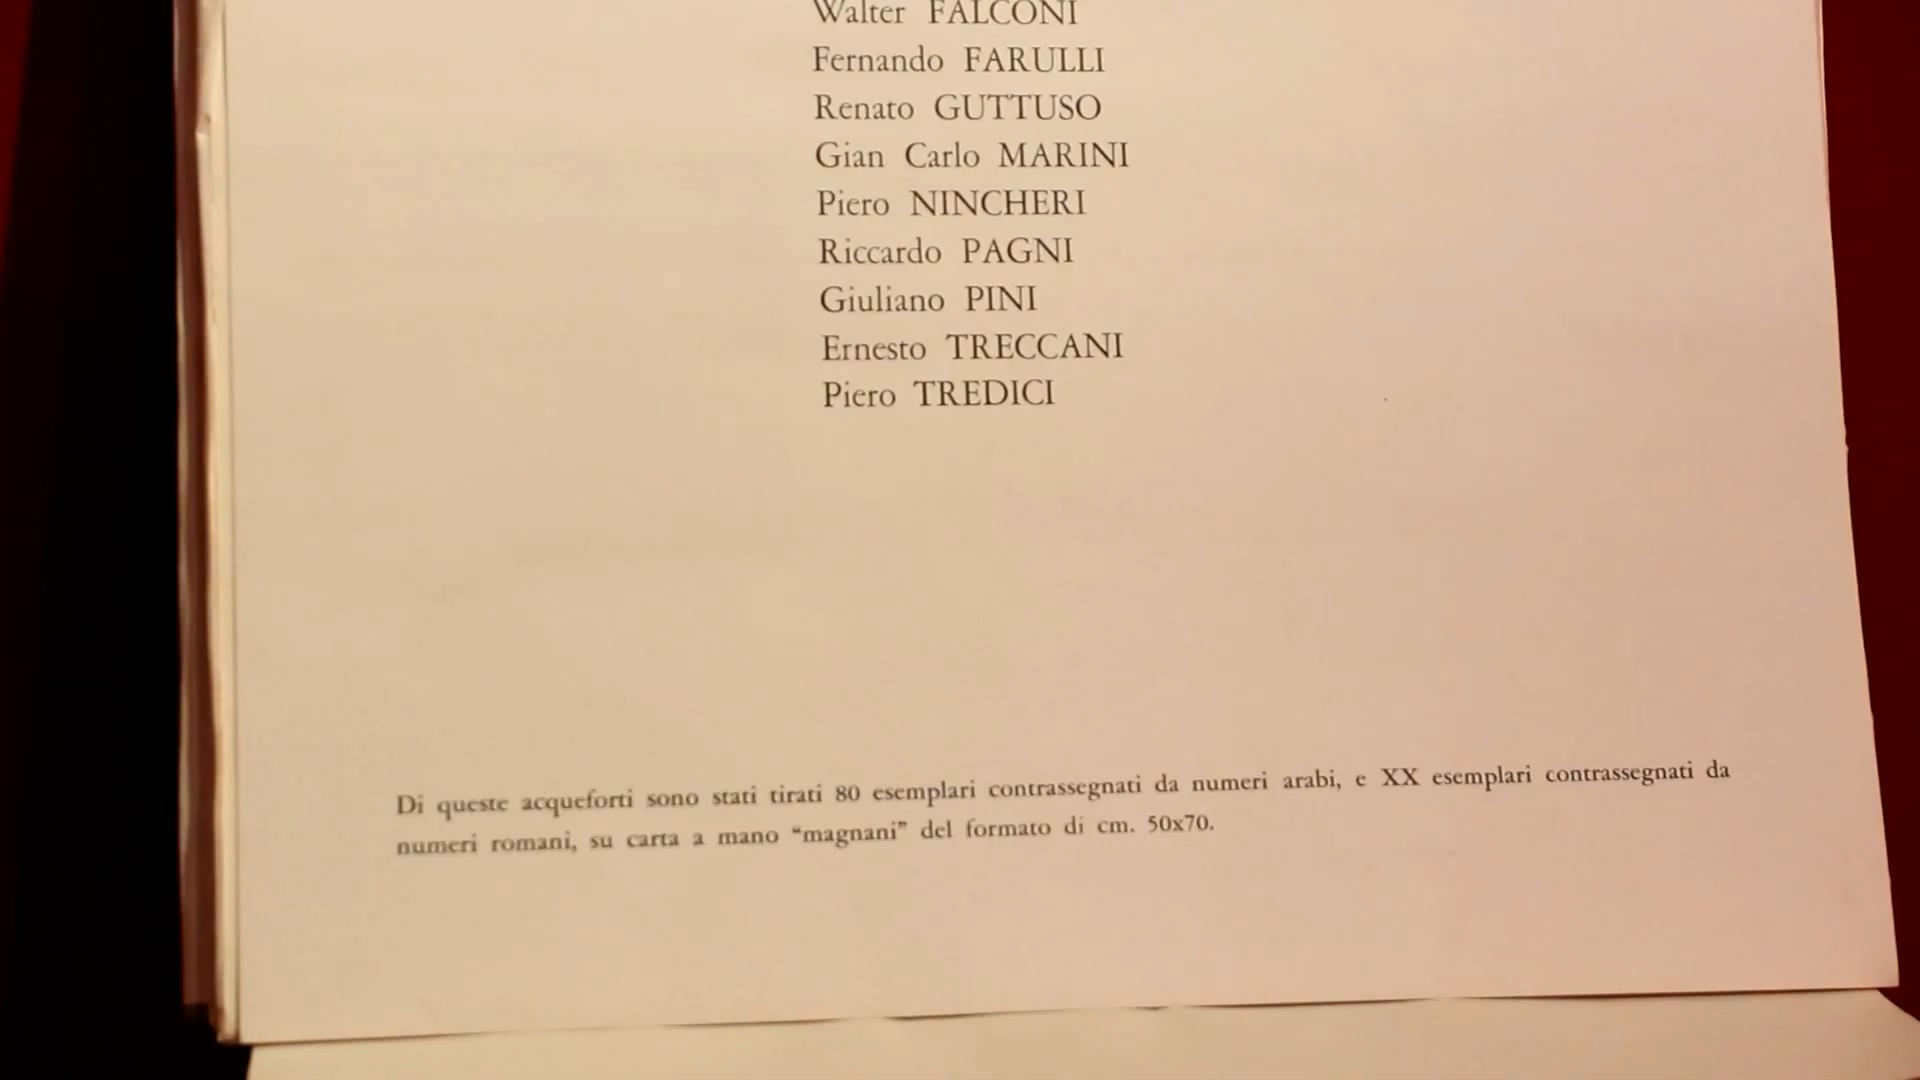 Walter FALCONI
Fernando FARULLI
Renato GUTTUSO
Gian Carlo MARINI
Piero NINCHERI
Riccardo PAGNI
Giuliano PINI
Ernesto TRECCANI
Piero TREDICI
Di queste acqueforti sono stati tirati 80 esemplari contrassegnati da numeri arabi, e XX esemplari contrassegnati da
numeri romani, su carta a mano “magnani” del formato di cm. 50x70.